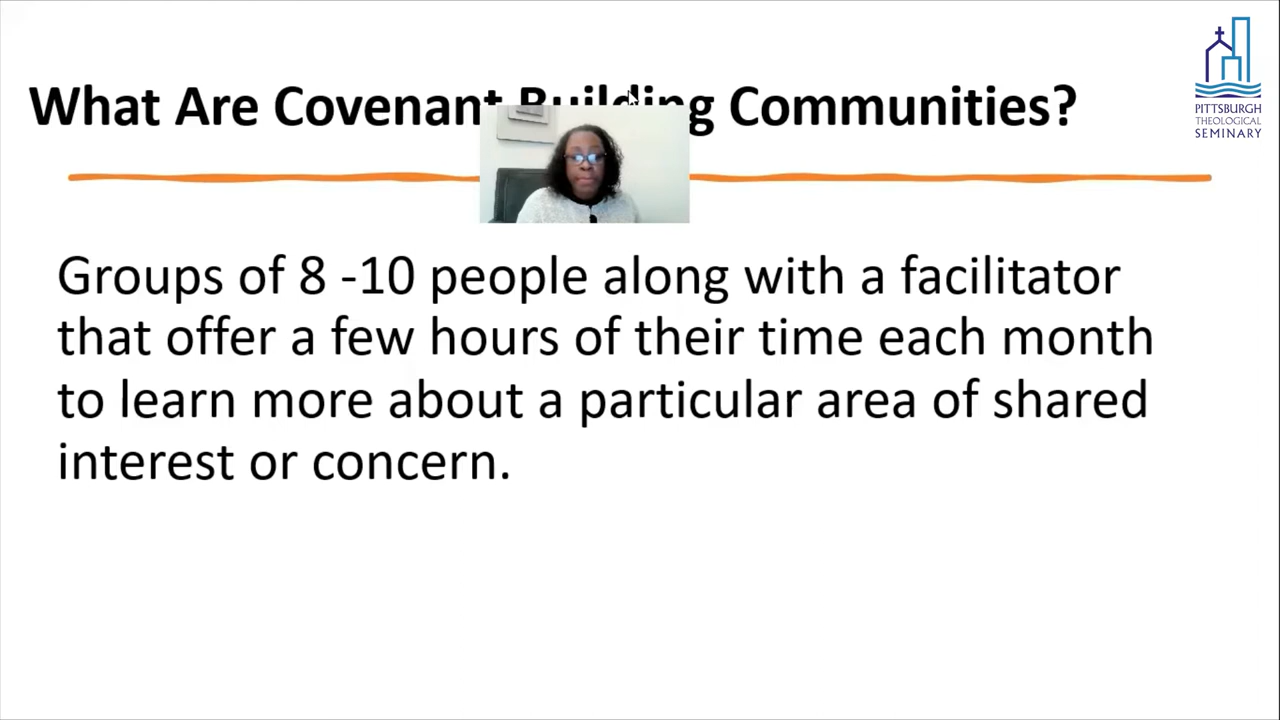 What Are Covenant Building Communities?
PITTSBURGH
THEOLOGICAL
SEMINARY
Groups of 8 -10 people along with a facilitator
that offer a few hours of their time each month
to learn more about a particular area of shared
interest or concern.